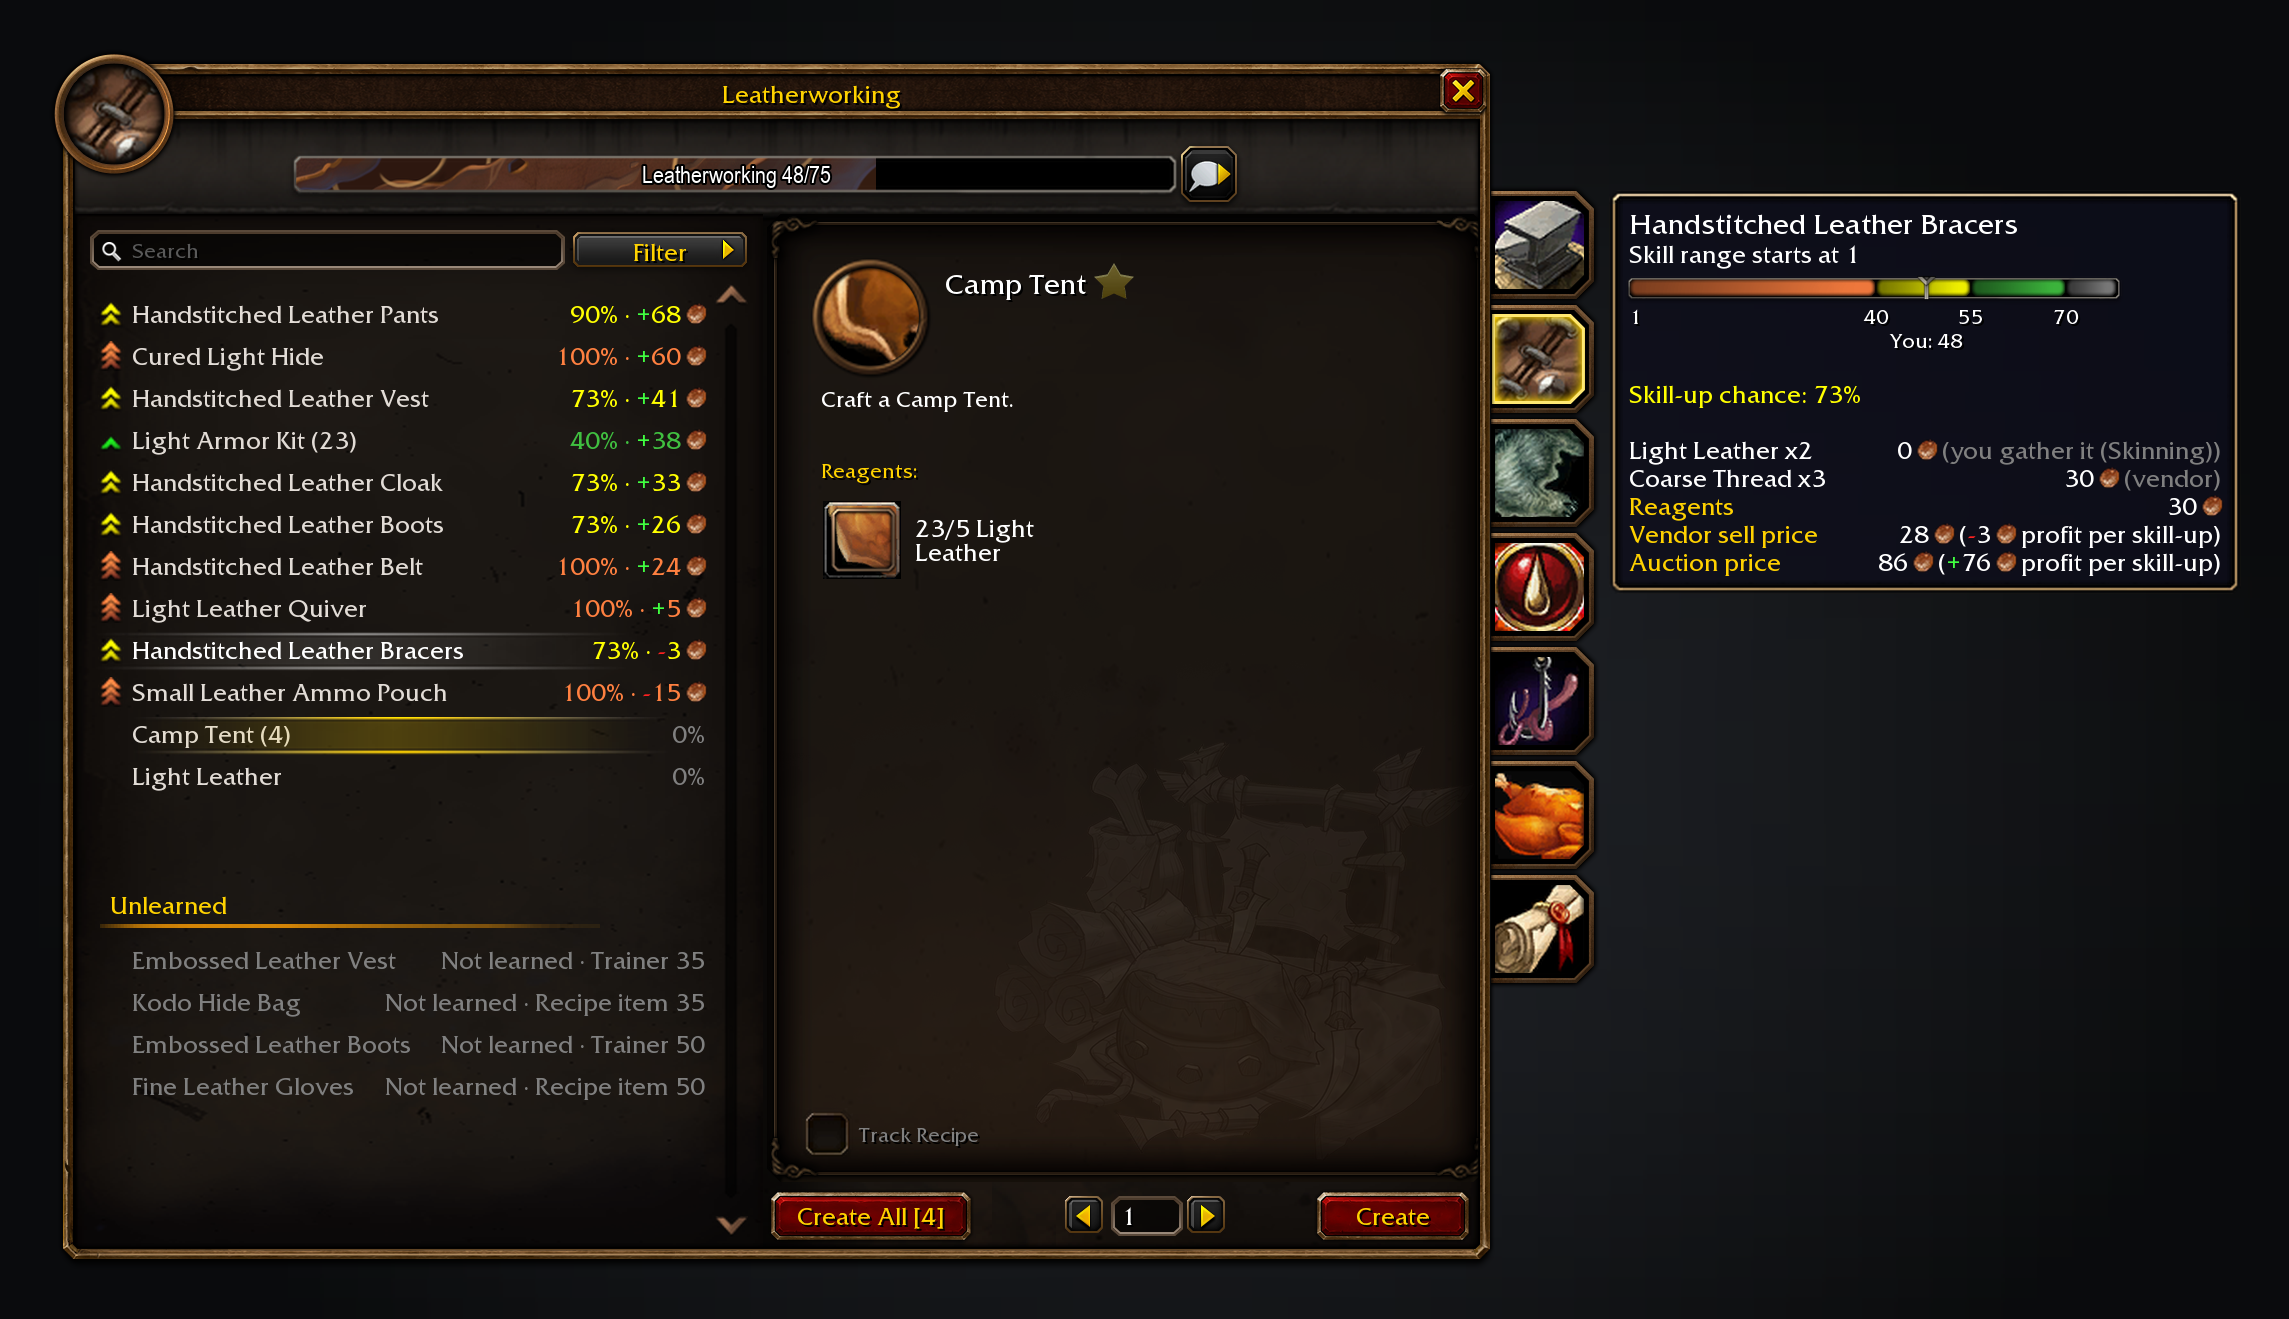 Leatherworking
Leatherworking 48/75
Search
Filter
Handstitched Leather Pants 90% · +68
Cured Light Hide 100% · +60
Handstitched Leather Vest 73% · +41
Light Armor Kit (23) 40% · +38
Handstitched Leather Cloak 73% · +33
Handstitched Leather Boots 73% · +26
Handstitched Leather Belt 100% · +24
Light Leather Quiver 100% · +5
Handstitched Leather Bracers 73% · -3
Small Leather Ammo Pouch 100% · -15
Camp Tent (4) 0%
Light Leather 0%
Unlearned
Embossed Leather Vest Not learned · Trainer 35
Kodo Hide Bag Not learned · Recipe item 35
Embossed Leather Boots Not learned · Trainer 50
Fine Leather Gloves Not learned · Recipe item 50
Camp Tent
Craft a Camp Tent.
Reagents:
23/5 Light
Leather
Track Recipe
Create All [4]
1
Create
Handstitched Leather Bracers
Skill range starts at 1
1 40 55 70
You: 48
Skill-up chance: 73%
Light Leather x2 0 (you gather it (Skinning))
Coarse Thread x3 30 (vendor)
Reagents 30
Vendor sell price 28 (-3 profit per skill-up)
Auction price 86 (+76 profit per skill-up)